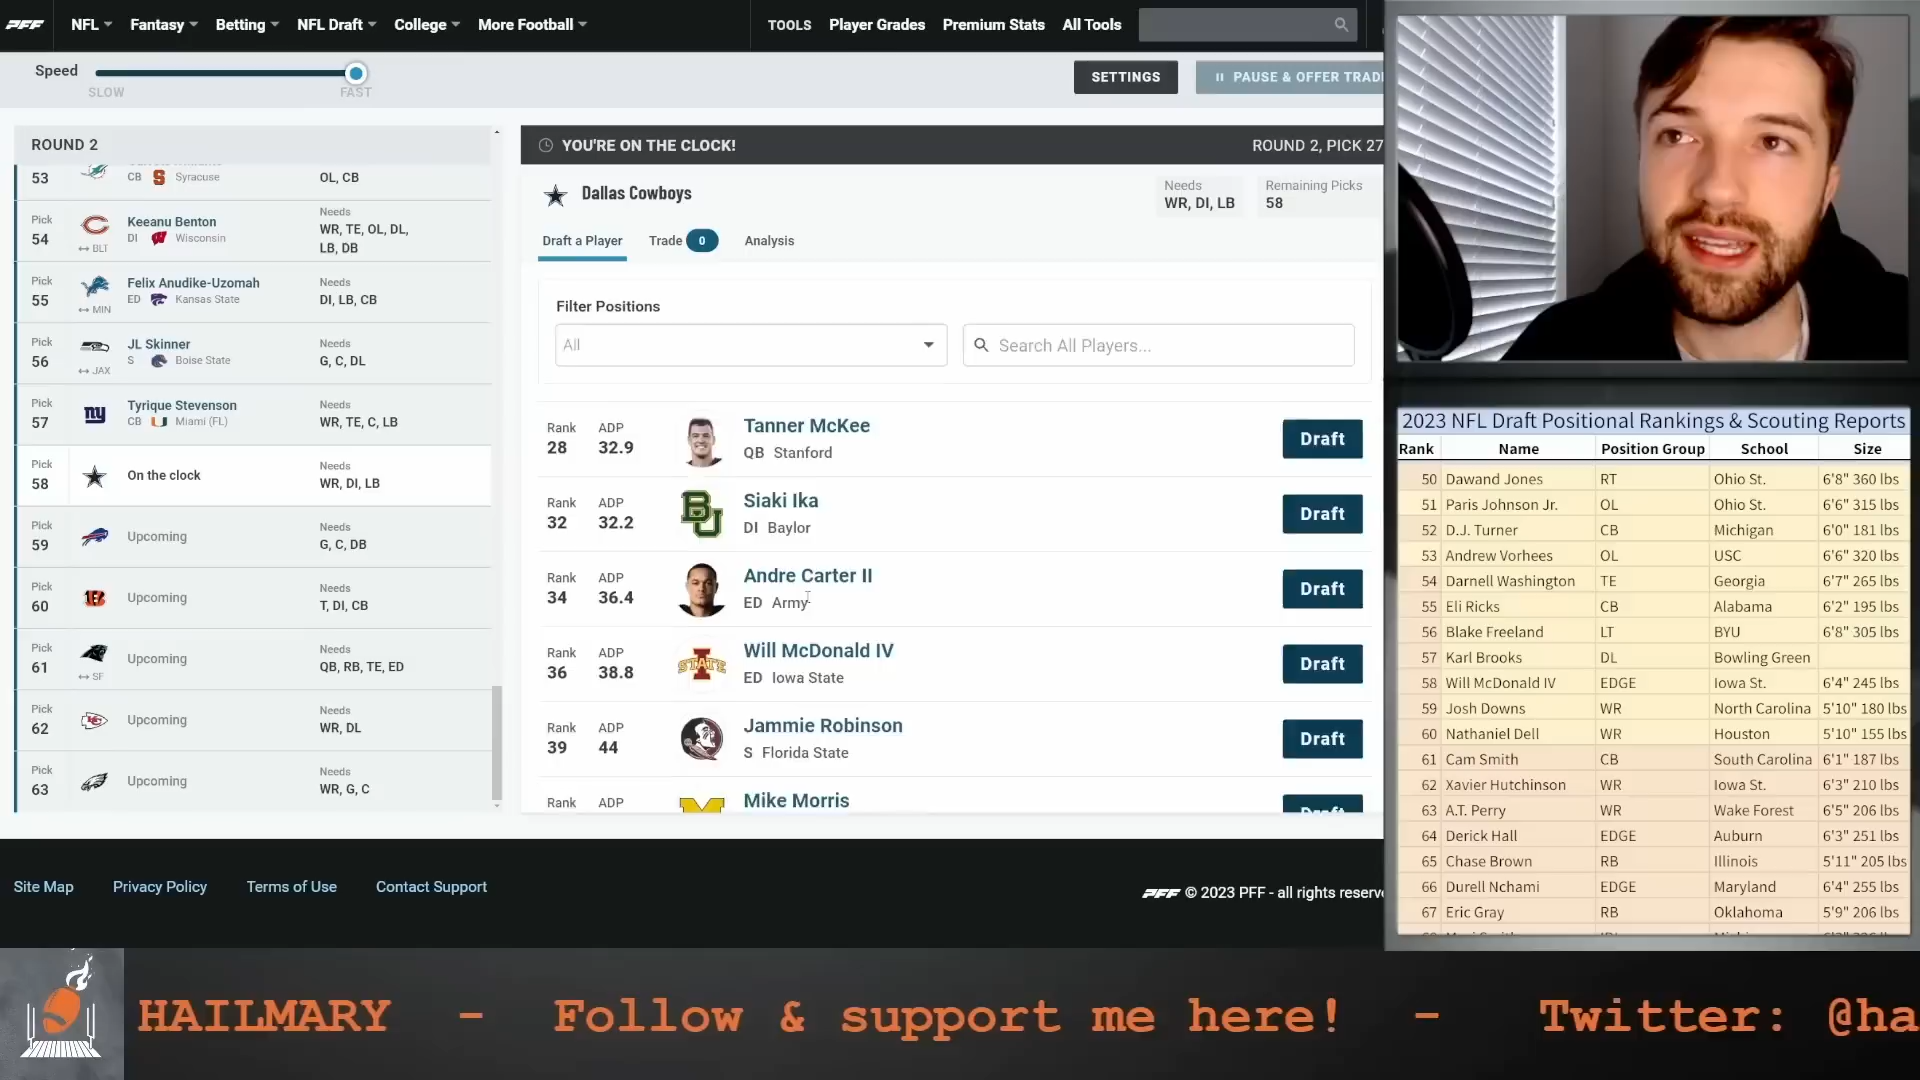 PFF NFL Fantasy Betting NFL Draft College More Football TOOLS Player Grades Premium Stats All Tools
Speed
SLOW FAST
SETTINGS PAUSE & OFFER TRAD
ROUND 2
53 CB Syracuse OL, CB
Pick 54 ↔ BLT Keeanu Benton
DI Wisconsin
Needs
WR, TE, OL, DL,
LB, DB
Pick 55 ↔ MIN Felix Anudike-Uzomah
ED Kansas State
Needs
DI, LB, CB
Pick 56 ↔ JAX JL Skinner
S Boise State
Needs
G, C, DL
Pick 57 ny Tyrique Stevenson
CB Miami (FL)
Needs
WR, TE, C, LB
Pick 58 On the clock
Needs
WR, DI, LB
Pick 59 Upcoming
Needs
G, C, DB
Pick 60 Upcoming
Needs
T, DI, CB
Pick 61 ↔ SF Upcoming
Needs
QB, RB, TE, ED
Pick 62 Upcoming
Needs
WR, DL
Pick 63 Upcoming
Needs
WR, G, C
YOU'RE ON THE CLOCK! ROUND 2, PICK 27
Dallas Cowboys
Needs
WR, DI, LB
Remaining Picks
58
Draft a Player Trade 0 Analysis
Filter Positions
All Search All Players...
Rank 28 ADP 32.9 Tanner McKee
QB Stanford
Draft
Rank 32 ADP 32.2 BU Siaki Ika
DI Baylor
Draft
Rank 34 ADP 36.4 Andre Carter II
ED Army
Draft
Rank 36 ADP 38.8 STATE Will McDonald IV
ED Iowa State
Draft
Rank 39 ADP 44 Jammie Robinson
S Florida State
Draft
Rank ADP Mike Morris
Draft
Site Map Privacy Policy Terms of Use Contact Support
PFF © 2023 PFF - all rights reserve
2023 NFL Draft Positional Rankings & Scouting Reports
Rank Name Position Group School Size
50 Dawand Jones RT Ohio St. 6'8" 360 lbs
51 Paris Johnson Jr. OL Ohio St. 6'6" 315 lbs
52 D.J. Turner CB Michigan 6'0" 181 lbs
53 Andrew Vorhees OL USC 6'6" 320 lbs
54 Darnell Washington TE Georgia 6'7" 265 lbs
55 Eli Ricks CB Alabama 6'2" 195 lbs
56 Blake Freeland LT BYU 6'8" 305 lbs
57 Karl Brooks DL Bowling Green
58 Will McDonald IV EDGE Iowa St. 6'4" 245 lbs
59 Josh Downs WR North Carolina 5'10" 180 lbs
60 Nathaniel Dell WR Houston 5'10" 155 lbs
61 Cam Smith CB South Carolina 6'1" 187 lbs
62 Xavier Hutchinson WR Iowa St. 6'3" 210 lbs
63 A.T. Perry WR Wake Forest 6'5" 206 lbs
64 Derick Hall EDGE Auburn 6'3" 251 lbs
65 Chase Brown RB Illinois 5'11" 205 lbs
66 Durell Nchami EDGE Maryland 6'4" 255 lbs
67 Eric Gray RB Oklahoma 5'9" 206 lbs
HAILMARY - Follow & support me here! - Twitter: @ha